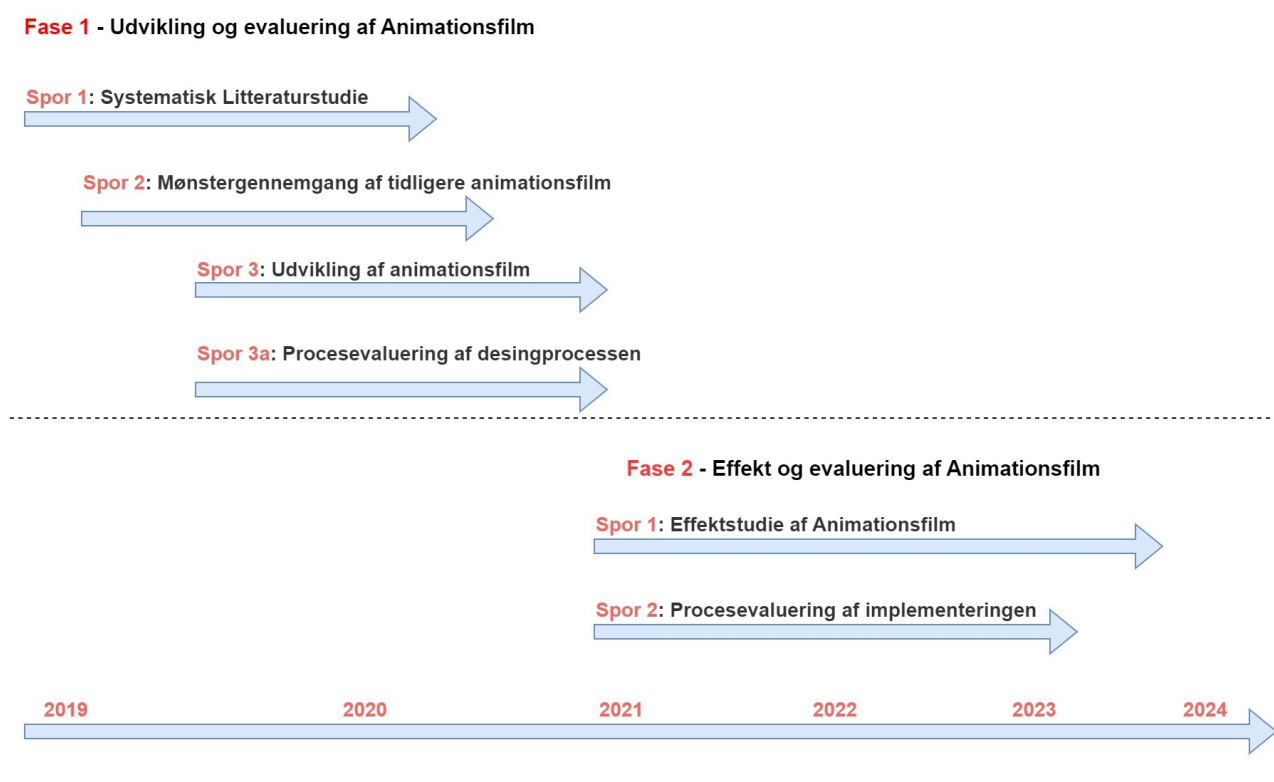 Fase 1 - Udvikling og evaluering af Animationsfilm
Spor 1: Systematisk Litteraturstudie
Spor 2: Mønstergennemgang af tidligere animationsfilm
Spor 3: Udvikling af animationsfilm
Spor 3a: Procesevaluering af desingprocessen
Fase 2 - Effekt og evaluering af Animationsfilm
Spor 1: Effektstudie af Animationsfilm
Spor 2: Procesevaluering af implementeringen
2019 2020 2021 2022 2023 2024